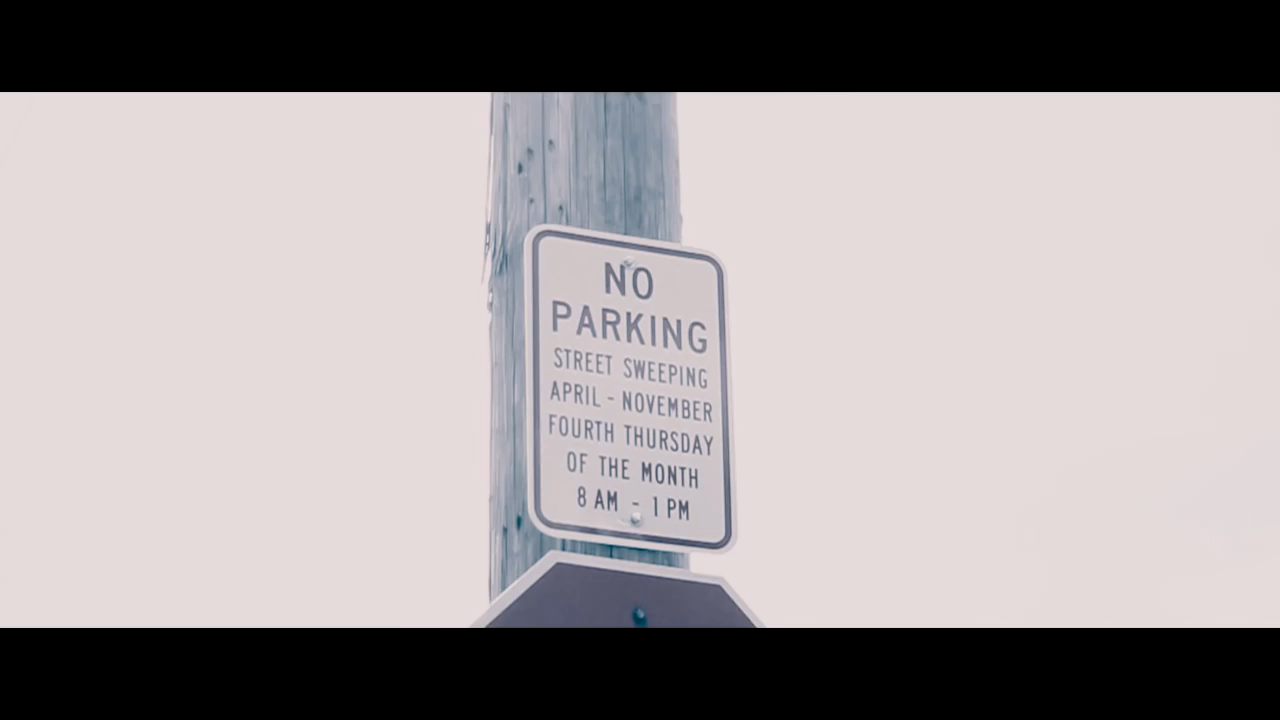 NO
PARKING
STREET SWEEPING
APRIL - NOVEMBER
FOURTH THURSDAY
OF THE MONTH
8 AM - 1 PM